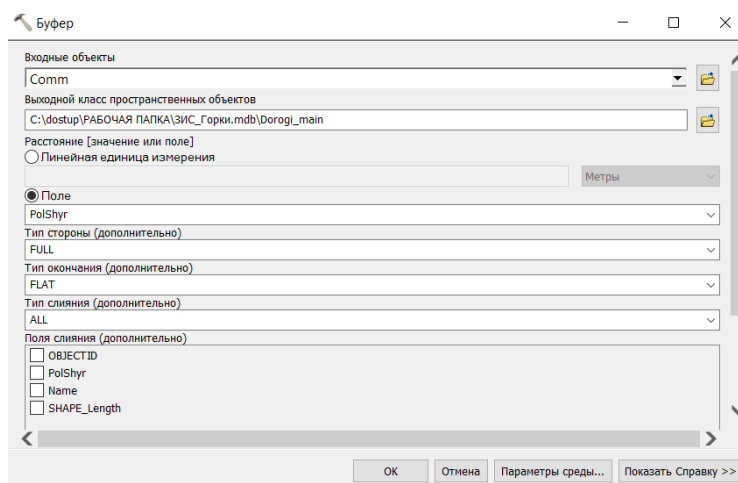 Буфер
Входные объекты
Comm
Выходной класс пространственных объектов
C:\dostup\РАБОЧАЯ ПАПКА\ЗИС_Горки.mdb\Dorogi_main
Расстояние [значение или поле]
Линейная единица измерения
Метры
Поле
PolShyr
Тип стороны (дополнительно)
FULL
Тип окончания (дополнительно)
FLAT
Тип слияния (дополнительно)
ALL
Поля слияния (дополнительно)
OBJECTID
PolShyr
Name
SHAPE_Length
OK Отмена Параметры среды... Показать Справку >>